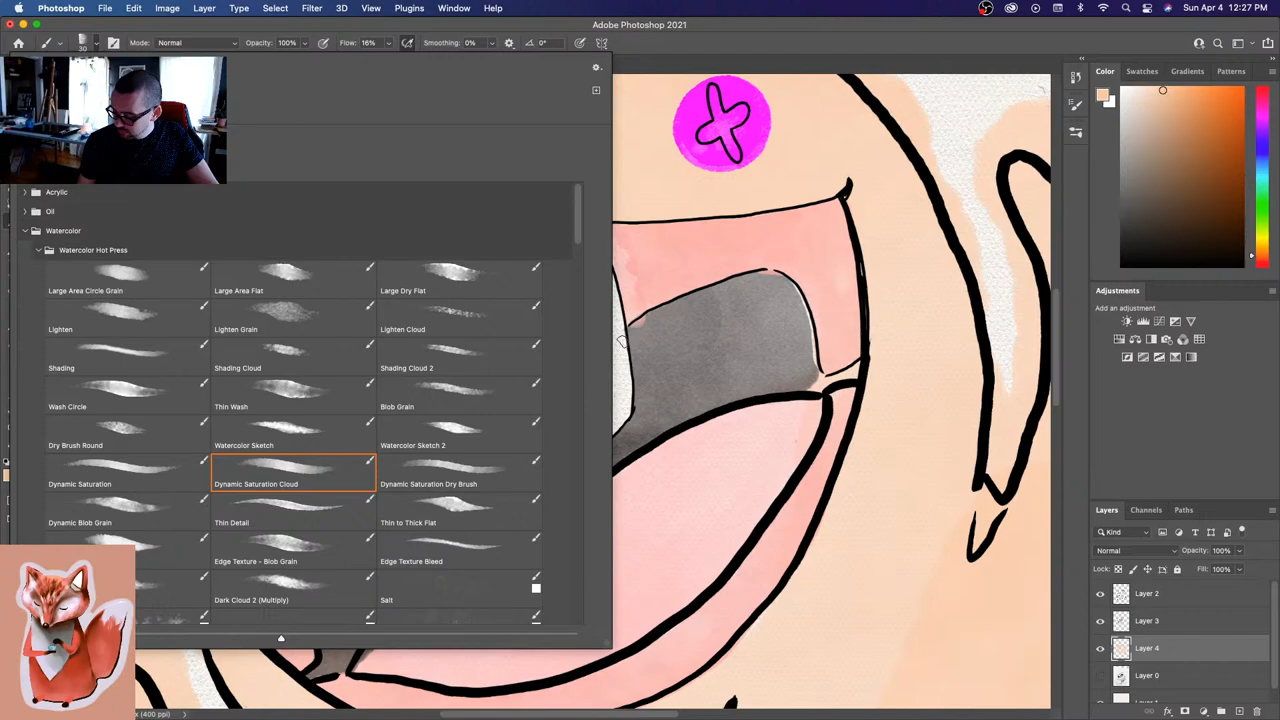 Photoshop File Edit Image Layer Type Select Filter 3D View Plugins Window Help Sun Apr 4 12:27 PM
Adobe Photoshop 2021
30 Mode: Normal Opacity: 100% Flow: 16% Smoothing: 0% 0°
Color Swatches Gradients Patterns
Acrylic
Oil
Watercolor
Watercolor Hot Press
Large Area Circle Grain Large Area Flat Large Dry Flat
Lighten Lighten Grain Lighten Cloud
Shading Shading Cloud Shading Cloud 2
Wash Circle Thin Wash Blob Grain
Dry Brush Round Watercolor Sketch Watercolor Sketch 2
Dynamic Saturation Dynamic Saturation Cloud Dynamic Saturation Dry Brush
Dynamic Blob Grain Thin Detail Thin to Thick Flat
Edge Texture - Blob Grain Edge Texture Bleed
Dark Cloud 2 (Multiply) Salt
Adjustments
Add an adjustment
Layers Channels Paths
Kind
Normal Opacity: 100%
Lock: Fill: 100%
Layer 2
Layer 3
Layer 4
Layer 0
(400 ppi)